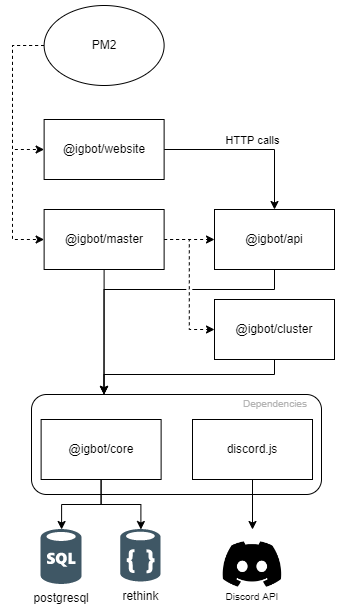 PM2
@igbot/website
HTTP calls
@igbot/master
@igbot/api
@igbot/cluster
Dependencies
@igbot/core
discord.js
SQL
{ }
postgresql
rethink
Discord API